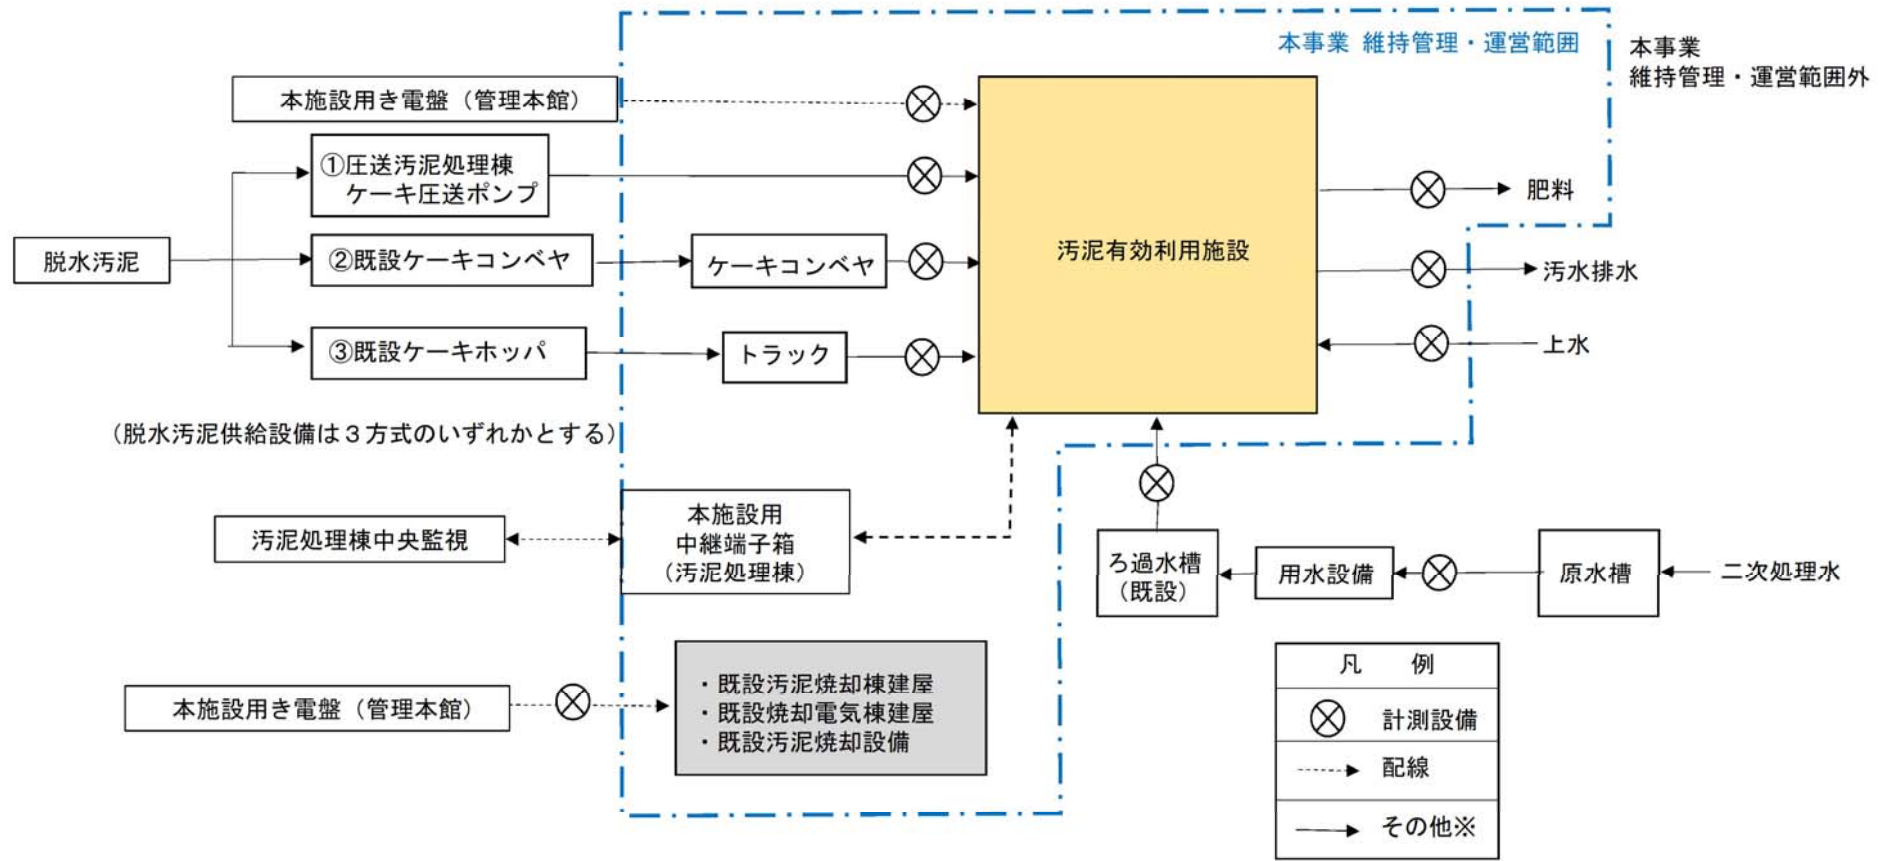 本事業 維持管理・運営範囲
本事業
維持管理・運営範囲外
本施設用き電盤（管理本館）
①圧送汚泥処理棟
ケーキ圧送ポンプ
脱水汚泥
②既設ケーキコンベヤ
ケーキコンベヤ
③既設ケーキホッパ
トラック
（脱水汚泥供給設備は３方式のいずれかとする）
汚泥有効利用施設
肥料
汚水排水
上水
汚泥処理棟中央監視
本施設用
中継端子箱
（汚泥処理棟）
ろ過水槽
（既設）
用水設備
原水槽
二次処理水
本施設用き電盤（管理本館）
・既設汚泥焼却棟建屋
・既設焼却電気棟建屋
・既設汚泥焼却設備
凡　例
計測設備
配線
その他※